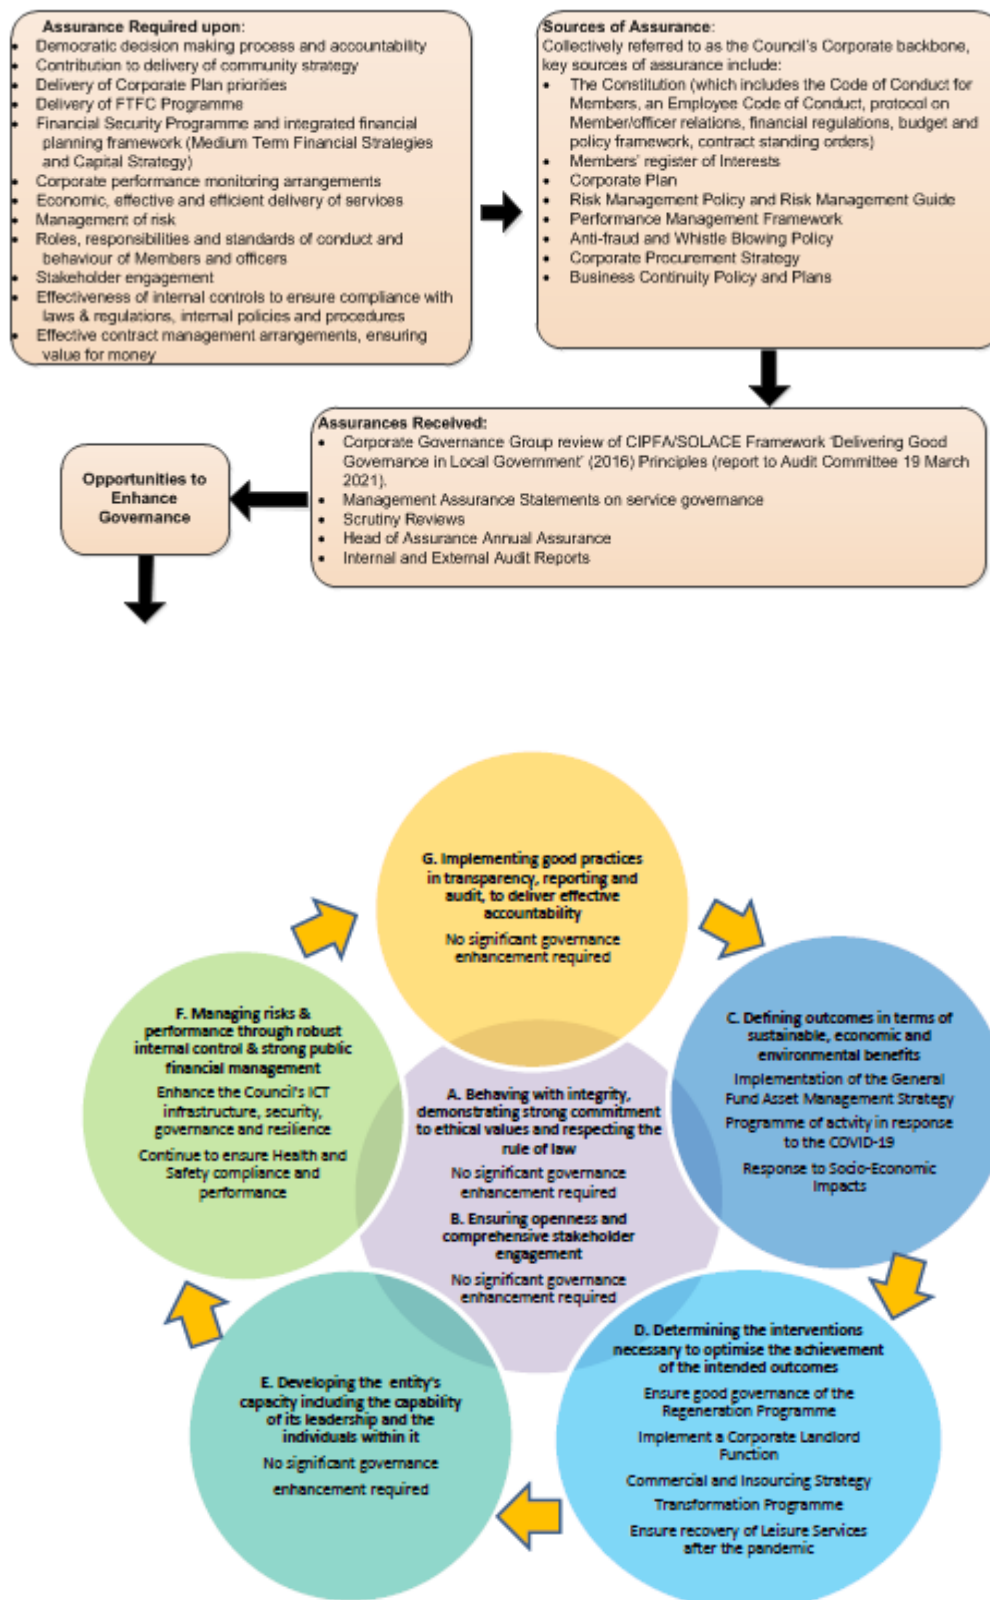 Assurance Required upon:
• Democratic decision making process and accountability
• Contribution to delivery of community strategy
• Delivery of Corporate Plan priorities
• Delivery of FTFC Programme
• Financial Security Programme and integrated financial
planning framework (Medium Term Financial Strategies
and Capital Strategy)
• Corporate performance monitoring arrangements
• Economic, effective and efficient delivery of services
• Management of risk
• Roles, responsibilities and standards of conduct and
behaviour of Members and officers
• Stakeholder engagement
• Effectiveness of internal controls to ensure compliance with
laws & regulations, internal policies and procedures
• Effective contract management arrangements, ensuring
value for money
Sources of Assurance:
Collectively referred to as the Council's Corporate backbone,
key sources of assurance include:
• The Constitution (which includes the Code of Conduct for
Members, an Employee Code of Conduct, protocol on
Member/officer relations, financial regulations, budget and
policy framework, contract standing orders)
• Members' register of Interests
• Corporate Plan
• Risk Management Policy and Risk Management Guide
• Performance Management Framework
• Anti-fraud and Whistle Blowing Policy
• Corporate Procurement Strategy
• Business Continuity Policy and Plans
Assurances Received:
• Corporate Governance Group review of CIPFA/SOLACE Framework 'Delivering Good
Governance in Local Government' (2016) Principles (report to Audit Committee 19 March
2021).
• Management Assurance Statements on service governance
• Scrutiny Reviews
• Head of Assurance Annual Assurance
• Internal and External Audit Reports
Opportunities to
Enhance
Governance
G. Implementing good practices
in transparency, reporting and
audit, to deliver effective
accountability
No significant governance
enhancement required
C. Defining outcomes in terms of
sustainable, economic and
environmental benefits
Implementation of the General
Fund Asset Management Strategy
Programme of actvity in response
to the COVID-19
Response to Socio-Economic
Impacts
D. Determining the interventions
necessary to optimise the achievement
of the intended outcomes
Ensure good governance of the
Regeneration Programme
Implement a Corporate Landlord
Function
Commercial and Insourcing Strategy
Transformation Programme
Ensure recovery of Leisure Services
after the pandemic
E. Developing the entity's
capacity including the capability
of its leadership and the
individuals within it
No significant governance
enhancement required
F. Managing risks &
performance through robust
internal control & strong public
financial management
Enhance the Council's ICT
infrastructure, security,
governance and resilience
Continue to ensure Health and
Safety compliance and
performance
A. Behaving with integrity,
demonstrating strong commitment
to ethical values and respecting the
rule of law
No significant governance
enhancement required
B. Ensuring openness and
comprehensive stakeholder
engagement
No significant governance
enhancement required